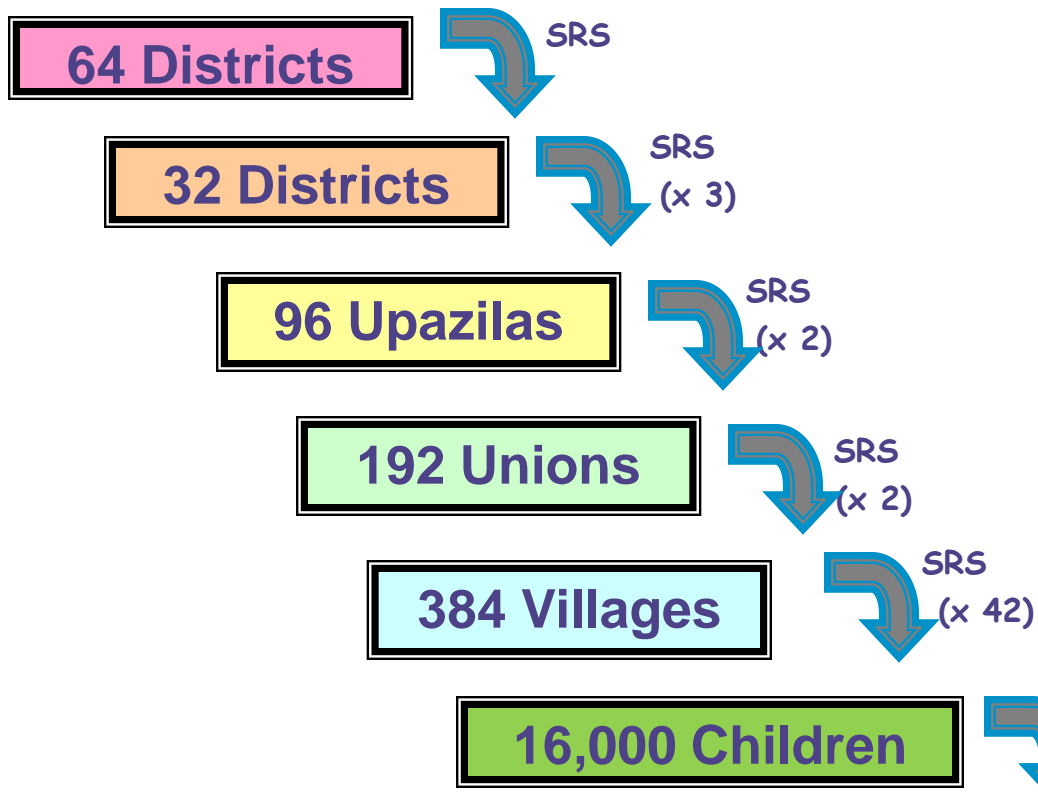 64 Districts
SRS
32 Districts
SRS
(x 3)
96 Upazilas
SRS
(x 2)
192 Unions
SRS
(x 2)
384 Villages
SRS
(x 42)
16,000 Children